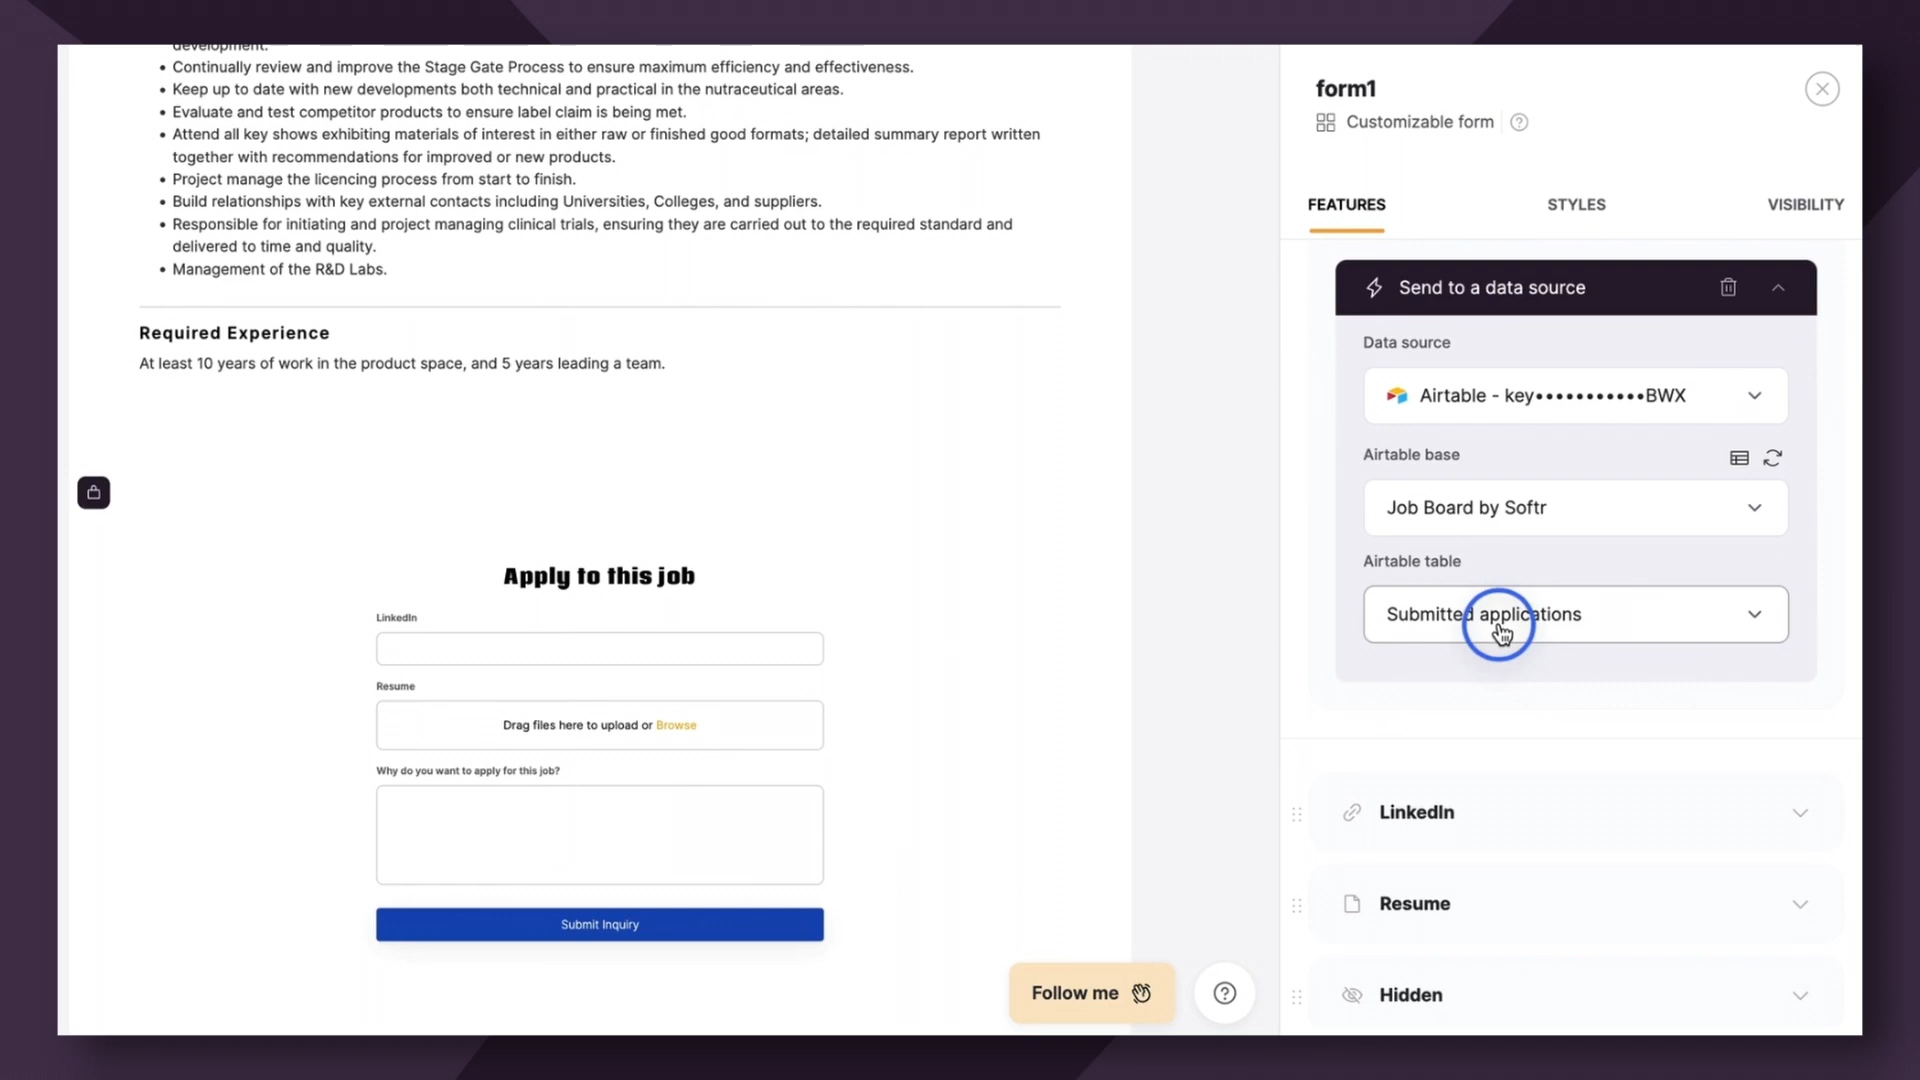 development.
• Continually review and improve the Stage Gate Process to ensure maximum efficiency and effectiveness.
• Keep up to date with new developments both technical and practical in the nutraceutical areas.
• Evaluate and test competitor products to ensure label claim is being met.
• Attend all key shows exhibiting materials of interest in either raw or finished good formats; detailed summary report written
together with recommendations for improved or new products.
• Project manage the licencing process from start to finish.
• Build relationships with key external contacts including Universities, Colleges, and suppliers.
• Responsible for initiating and project managing clinical trials, ensuring they are carried out to the required standard and
delivered to time and quality.
• Management of the R&D Labs.
Required Experience
At least 10 years of work in the product space, and 5 years leading a team.
Apply to this job
LinkedIn
Resume
Drag files here to upload or Browse
Why do you want to apply for this job?
Submit Inquiry
Follow me
form1
Customizable form
FEATURES
STYLES
VISIBILITY
Send to a data source
Data source
Airtable - key•••••••••••BWX
Airtable base
Job Board by Softr
Airtable table
Submitted applications
LinkedIn
Resume
Hidden